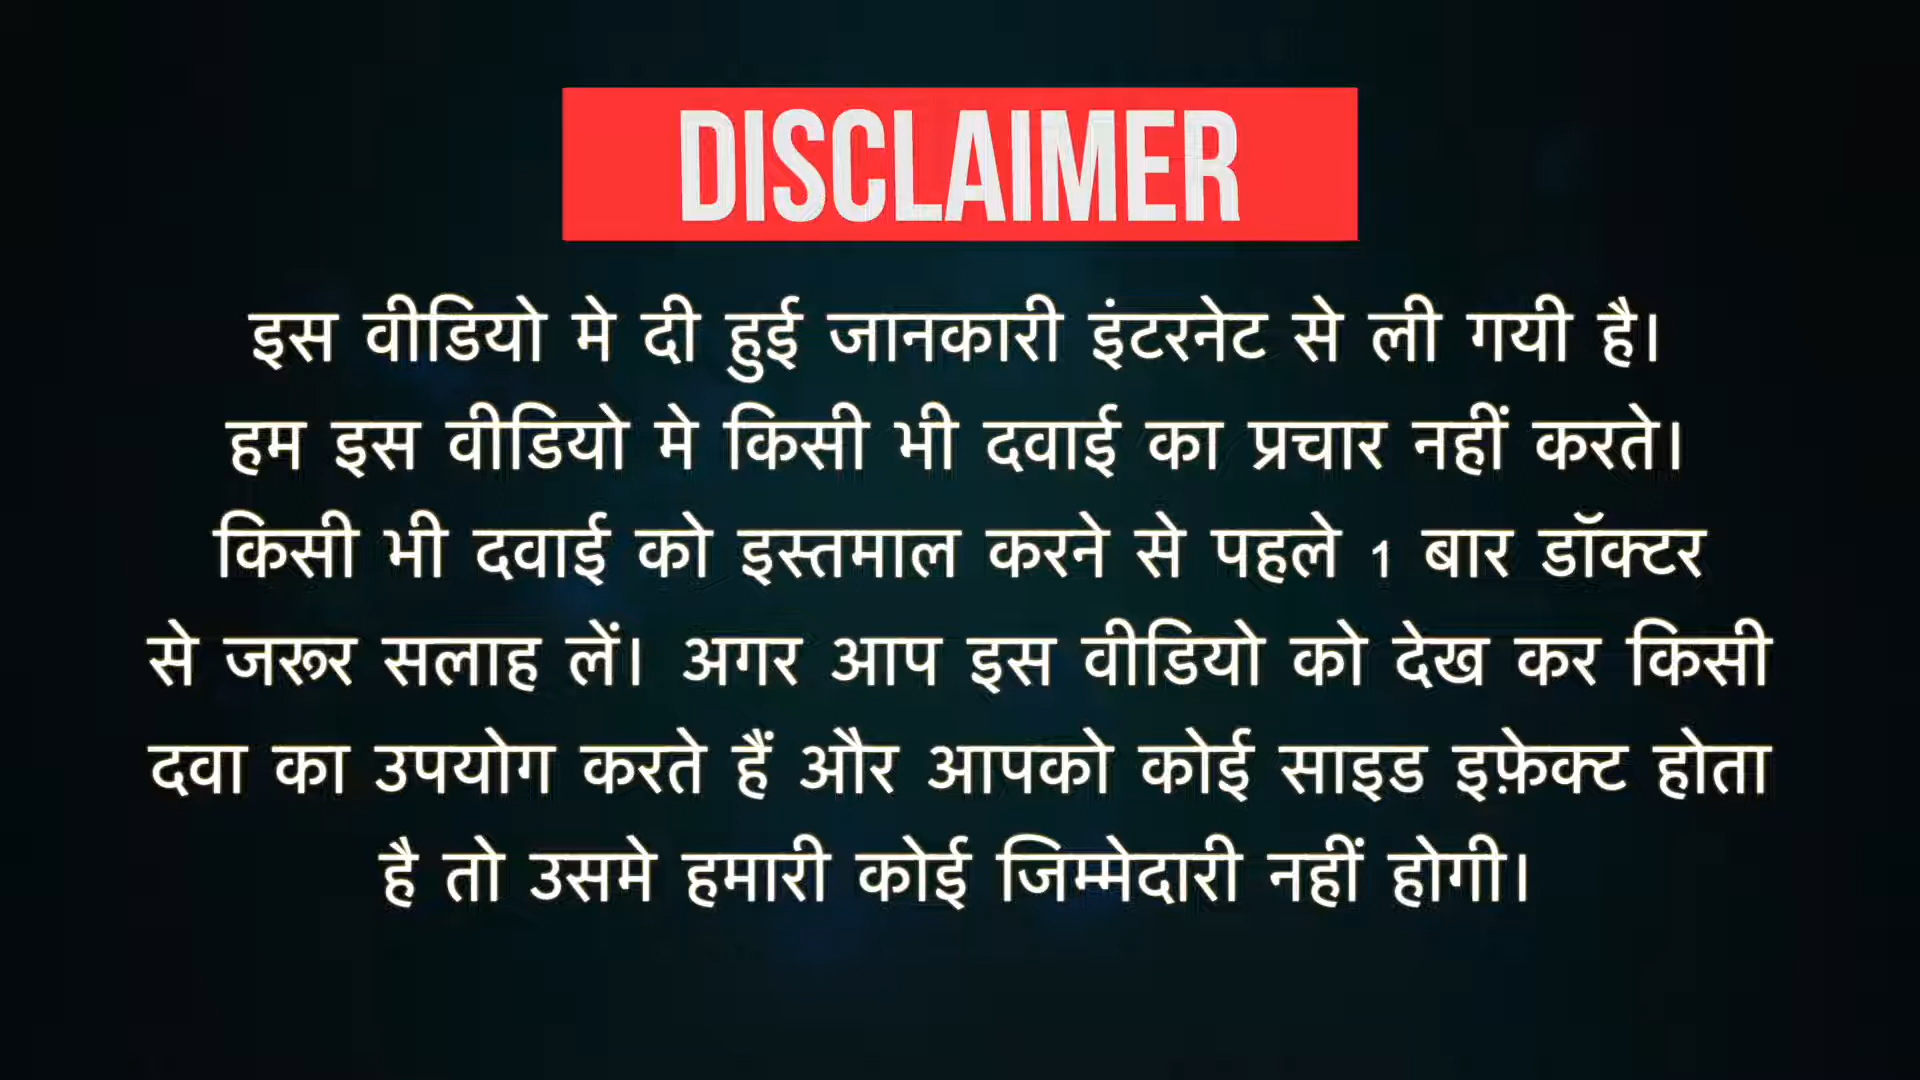 DISCLAIMER
इस वीडियो मे दी हुई जानकारी इंटरनेट से ली गयी है।
हम इस वीडियो मे किसी भी दवाई का प्रचार नहीं करते।
किसी भी दवाई को इस्तमाल करने से पहले 1 बार डॉक्टर
से जरूर सलाह लें। अगर आप इस वीडियो को देख कर किसी
दवा का उपयोग करते हैं और आपको कोई साइड इफ़ेक्ट होता
है तो उसमे हमारी कोई जिम्मेदारी नहीं होगी।